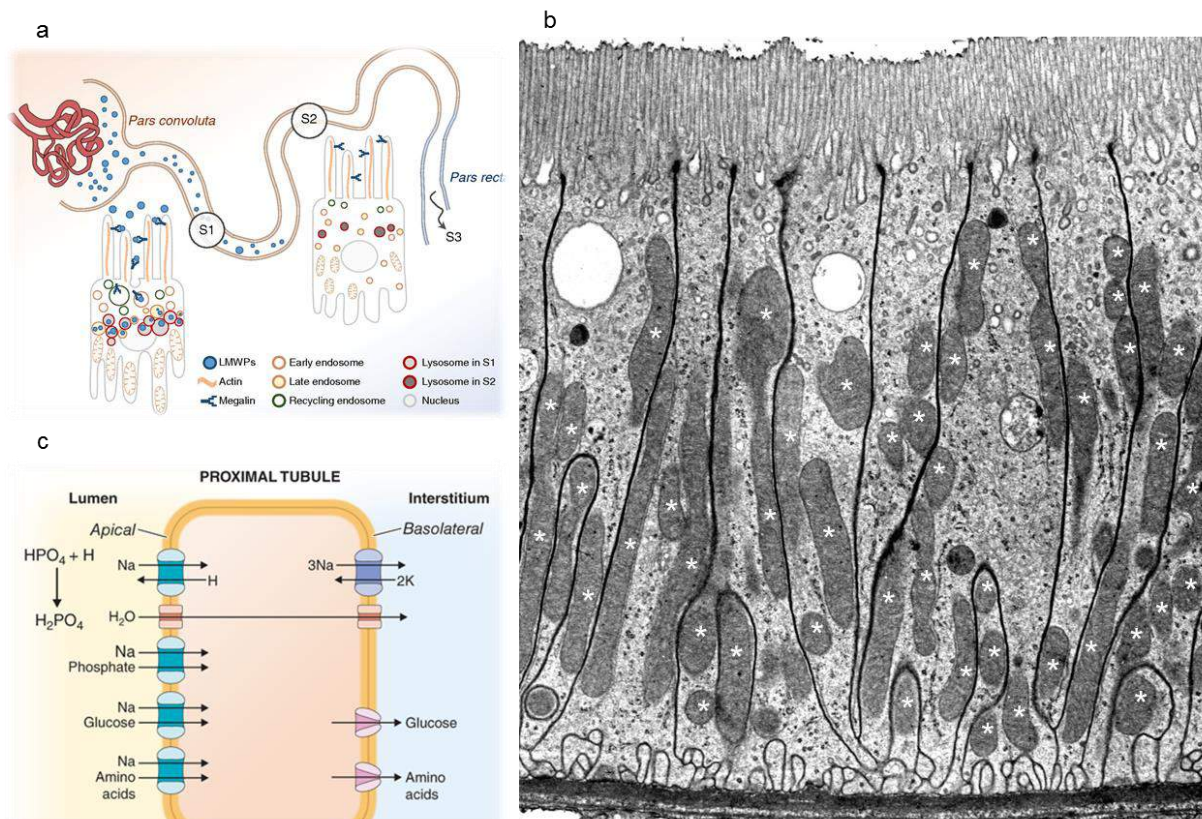 a
Pars convoluta
S2
Pars rect
S1
S3
LMWPs
Early endosome
Lysosome in S1
Actin
Late endosome
Lysosome in S2
Megalin
Recycling endosome
Nucleus
b
* * * * * * * * * * * * * * * * * * * * * * * * * * * * * * * * * * * * * * * * * *
c
PROXIMAL TUBULE
Lumen
Interstitium
Apical
Basolateral
HPO4 + H
Na
3Na
H
2K
H2PO4
H2O
Na
Phosphate
Na
Glucose
Glucose
Na
Amino
acids
Amino
acids